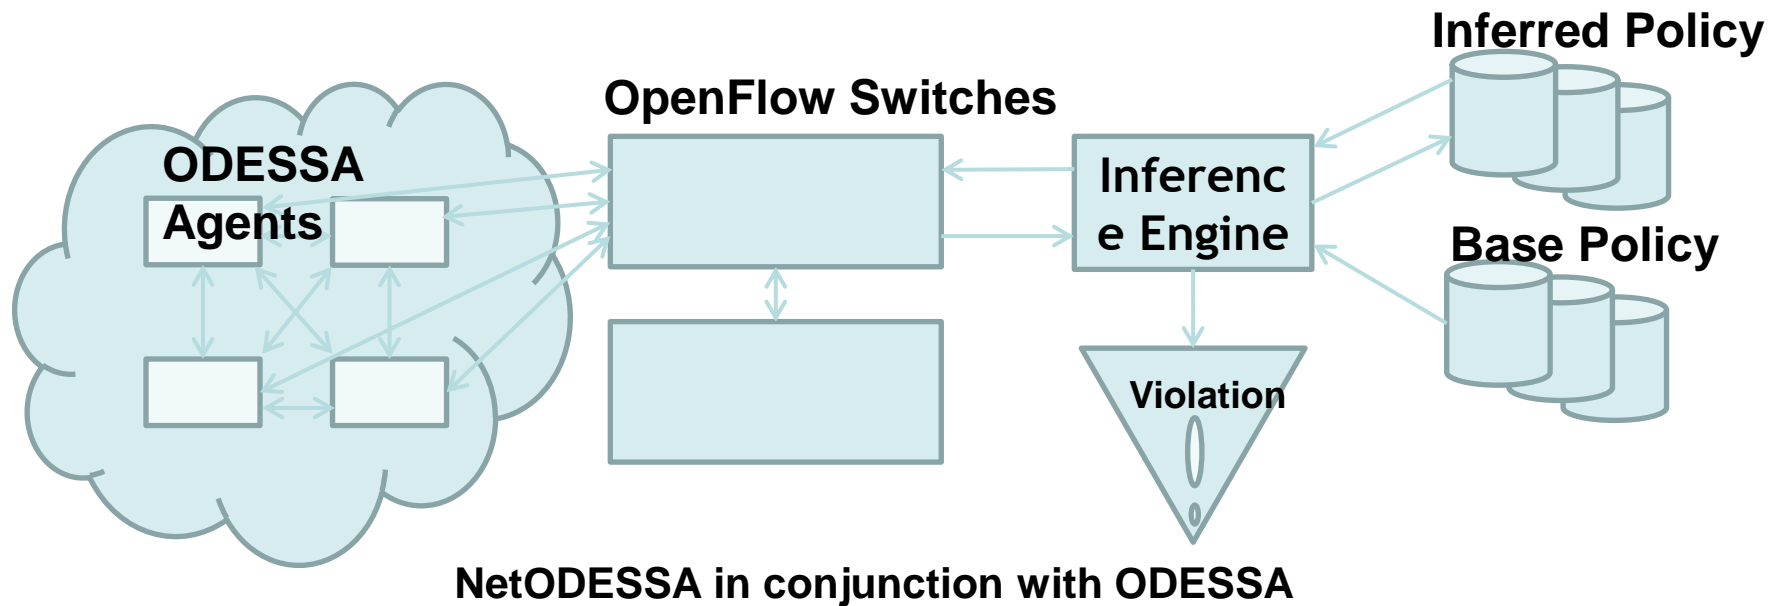 Inferred Policy
OpenFlow Switches
ODESSA
Agents
Inferenc
e Engine
Base Policy
Violation
NetODESSA in conjunction with ODESSA